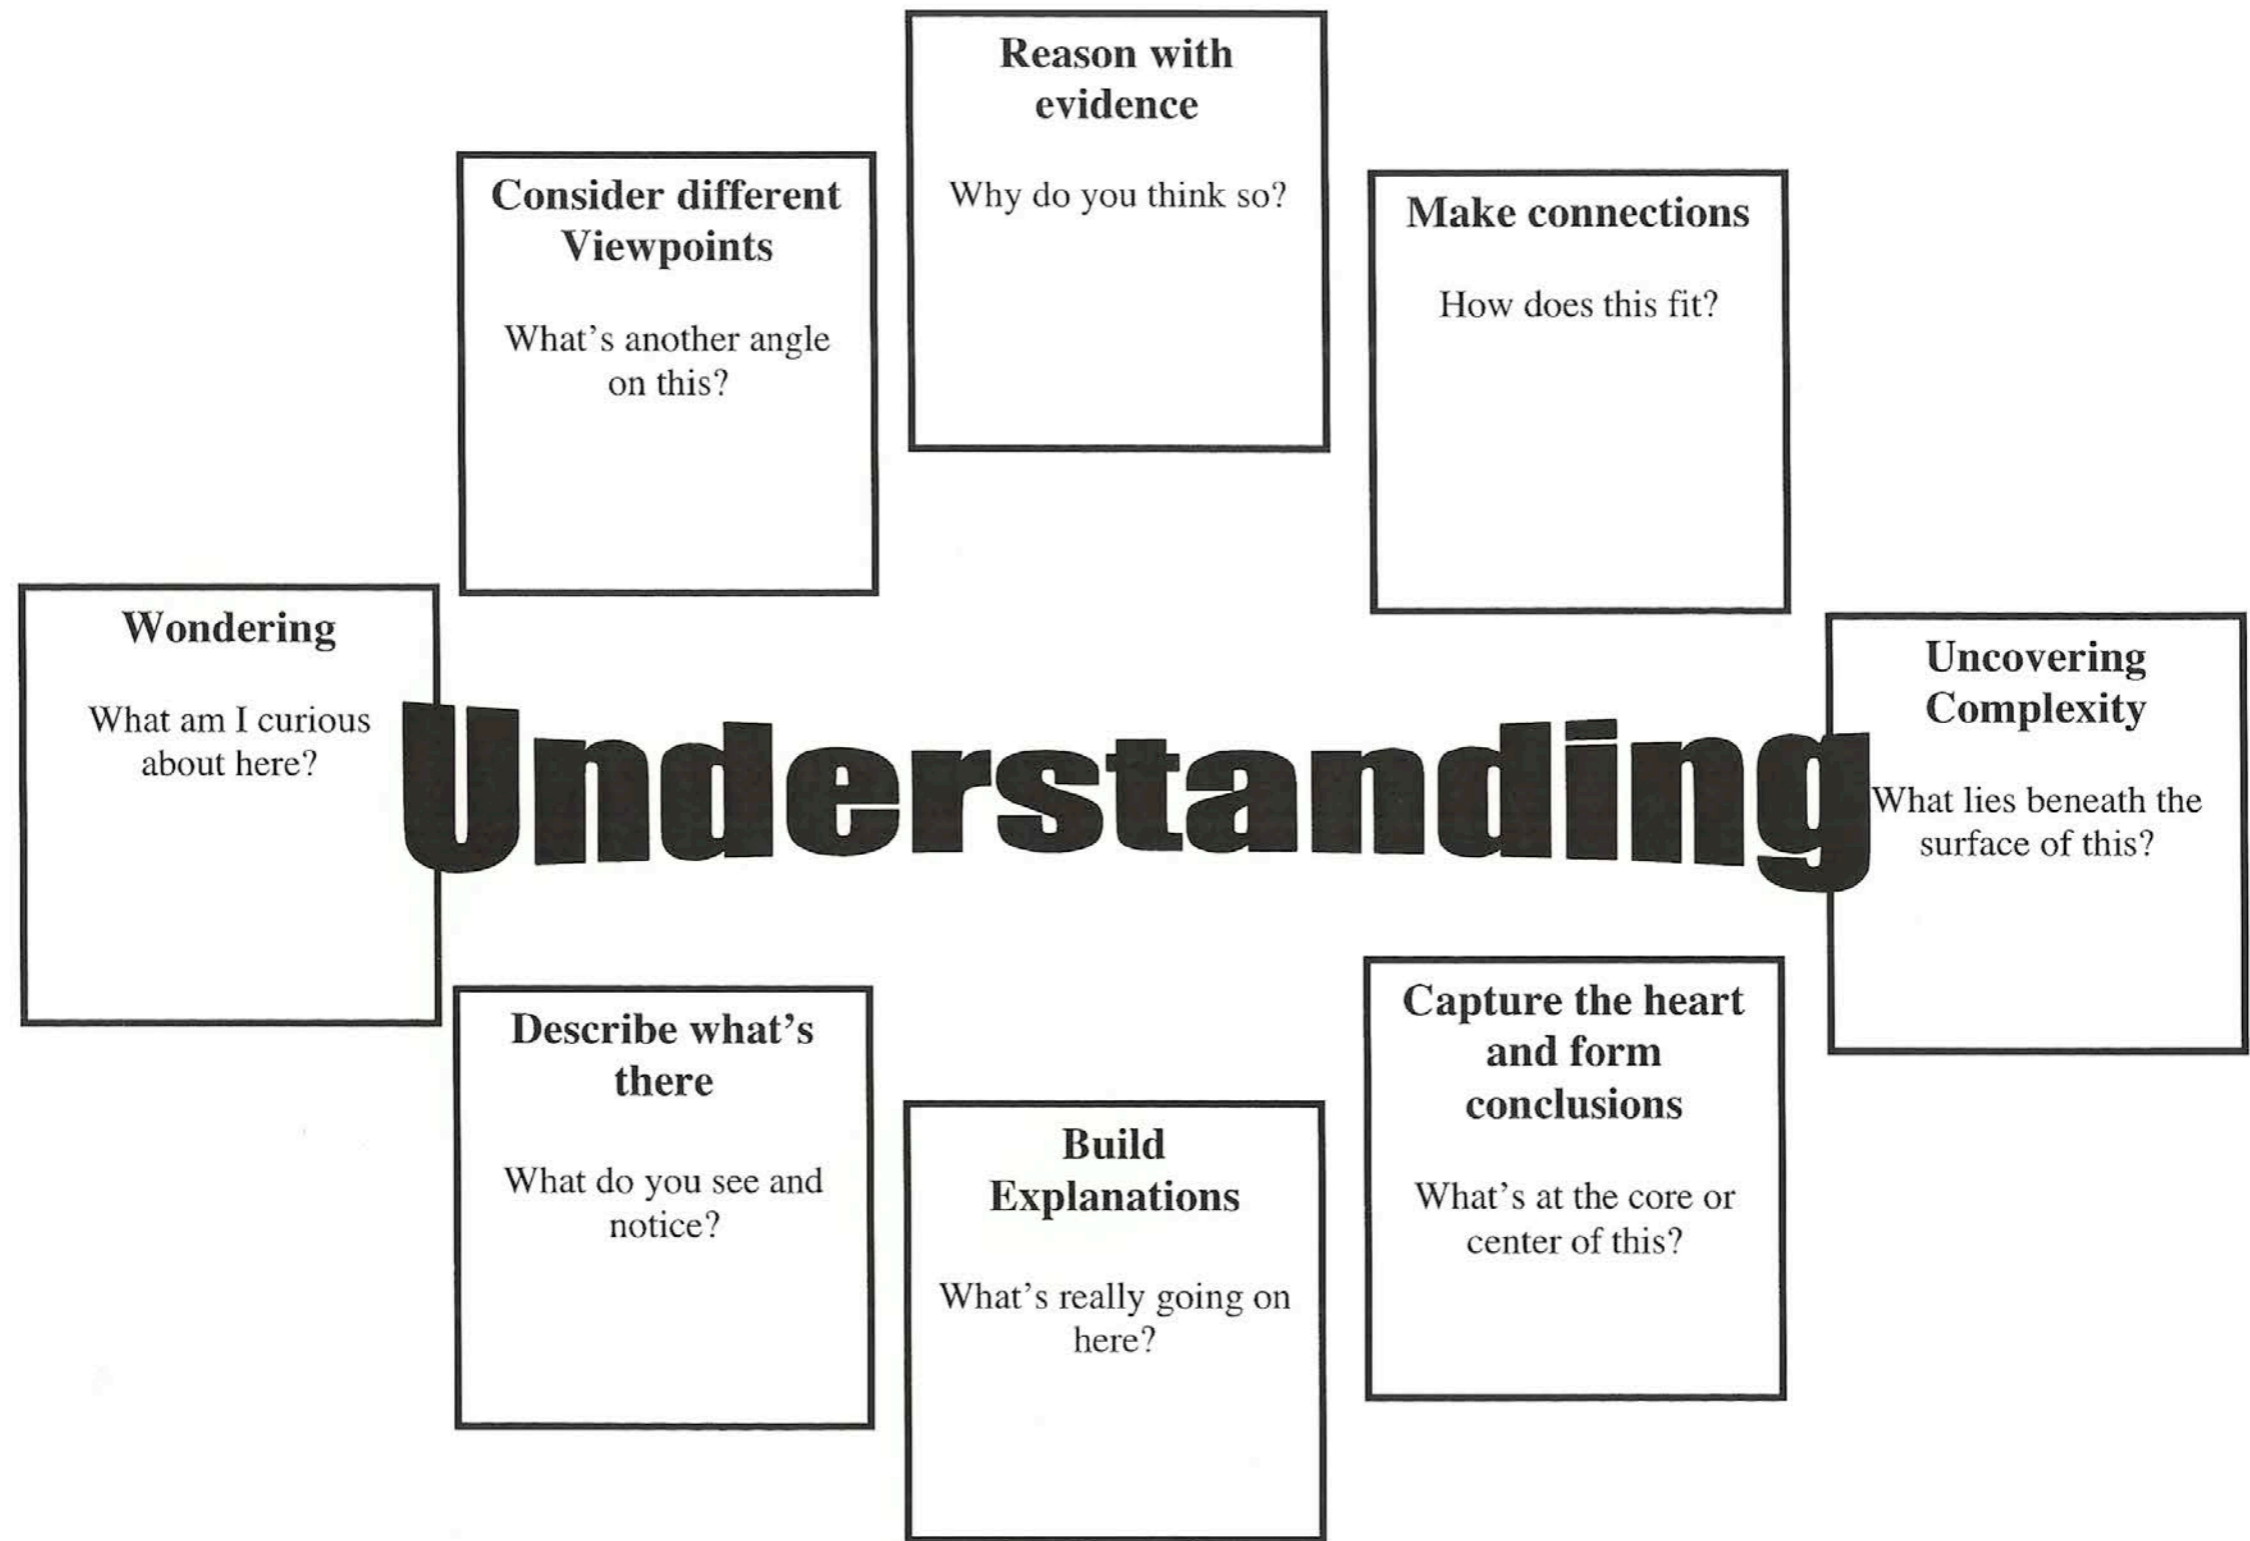 Reason with
evidence
Why do you think so?
Consider different
Viewpoints
What's another angle
on this?
Make connections
How does this fit?
Wondering
What am I curious
about here?
Understanding
Uncovering
Complexity
What lies beneath the
surface of this?
Describe what's
there
What do you see and
notice?
Build
Explanations
What's really going on
here?
Capture the heart
and form
conclusions
What's at the core or
center of this?